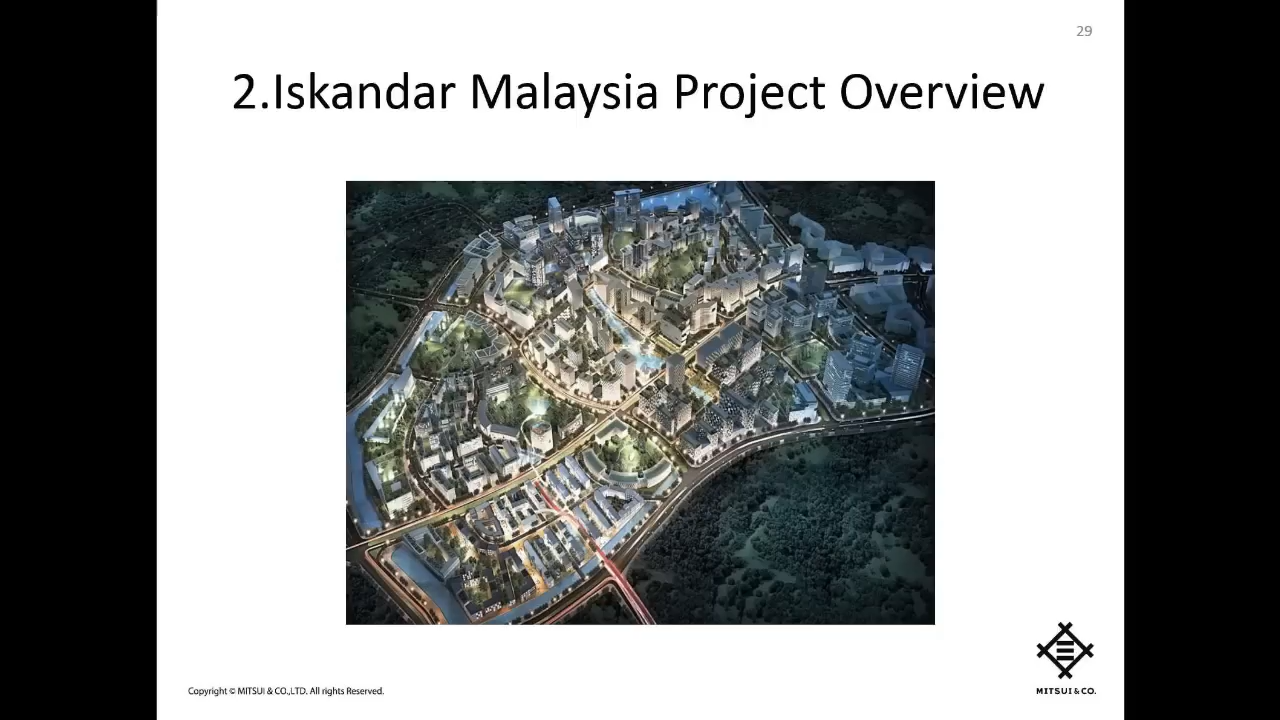 29
2.Iskandar Malaysia Project Overview
Copyright © MITSUI & CO.,LTD. All rights Reserved.
MITSUI & CO.